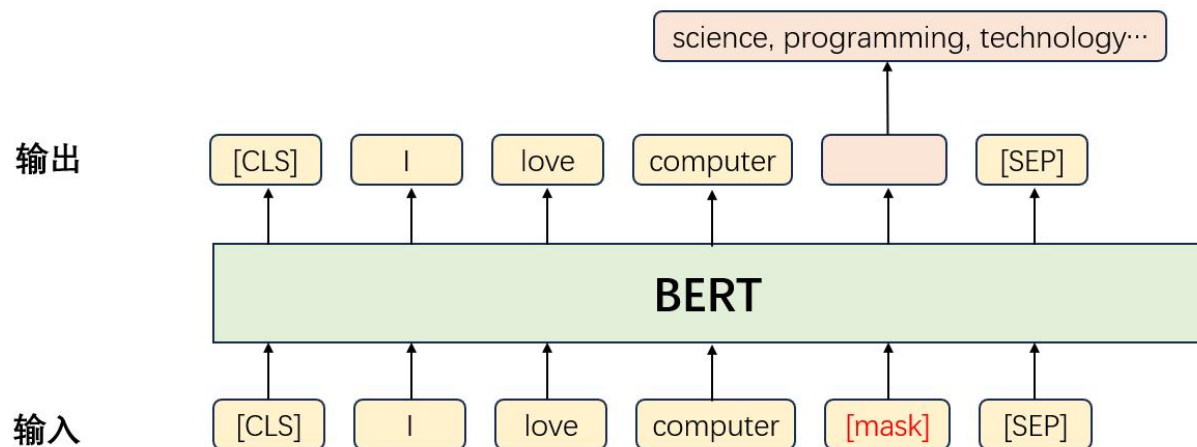 science, programming, technology…
输出 [CLS] I love computer [SEP]
BERT
输入 [CLS] I love computer [mask] [SEP]